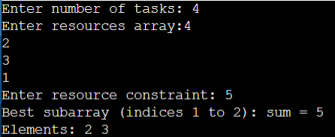 Enter number of tasks: 4
Enter resources array:4
2
3
1
Enter resource constraint: 5
Best subarray (indices 1 to 2): sum = 5
Elements: 2 3